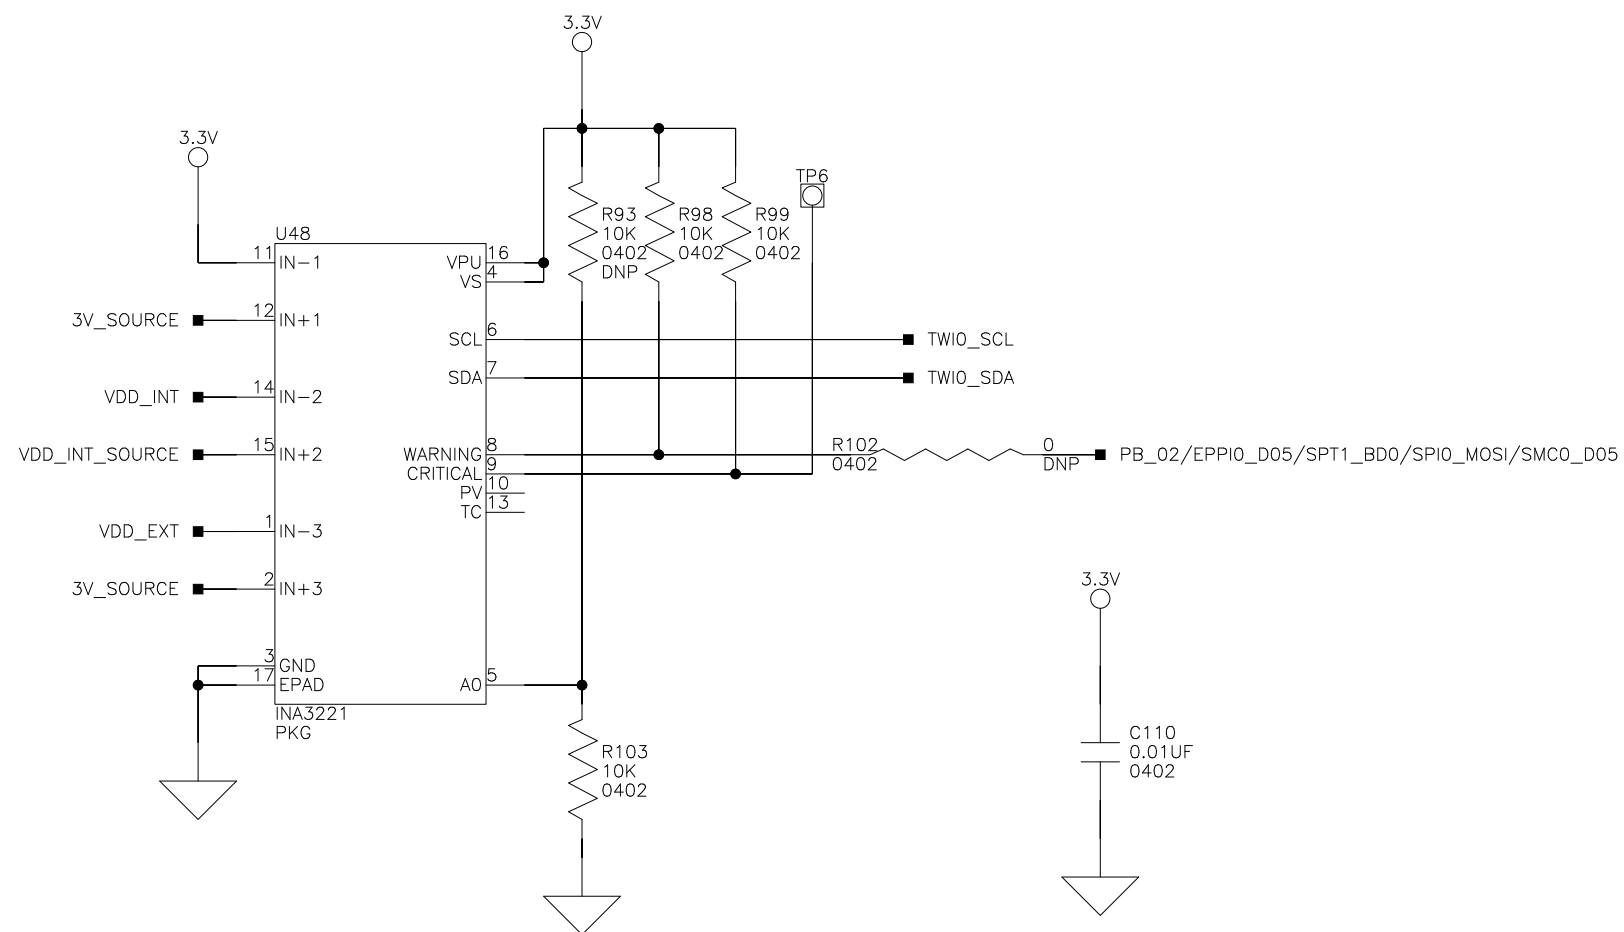 3.3V
3.3V
TP6
U48
R93
10K
0402
DNP
R98
10K
0402
R99
10K
0402
11 IN-1
3V_SOURCE 12 IN+1
VDD_INT 14 IN-2
VDD_INT_SOURCE 15 IN+2
VDD_EXT 1 IN-3
3V_SOURCE 2 IN+3
3 GND
17 EPAD
VPU 16
VS 4
SCL 6 TWI0_SCL
SDA 7 TWI0_SDA
WARNING 8
CRITICAL 9
PV 10
TC 13
A0 5
R102
0402
0
DNP
PB_02/EPPI0_D05/SPT1_BD0/SPI0_MOSI/SMC0_D05
INA3221
PKG
R103
10K
0402
3.3V
C110
0.01UF
0402